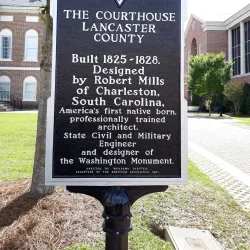 THE COURTHOUSE
LANCASTER
COUNTY
Built 1825-1828.
Designed
by Robert Mills
of Charleston,
South Carolina,
America's first native born,
professionally trained
architect,
State Civil and Military
Engineer
and designer of
the Washington Monument.